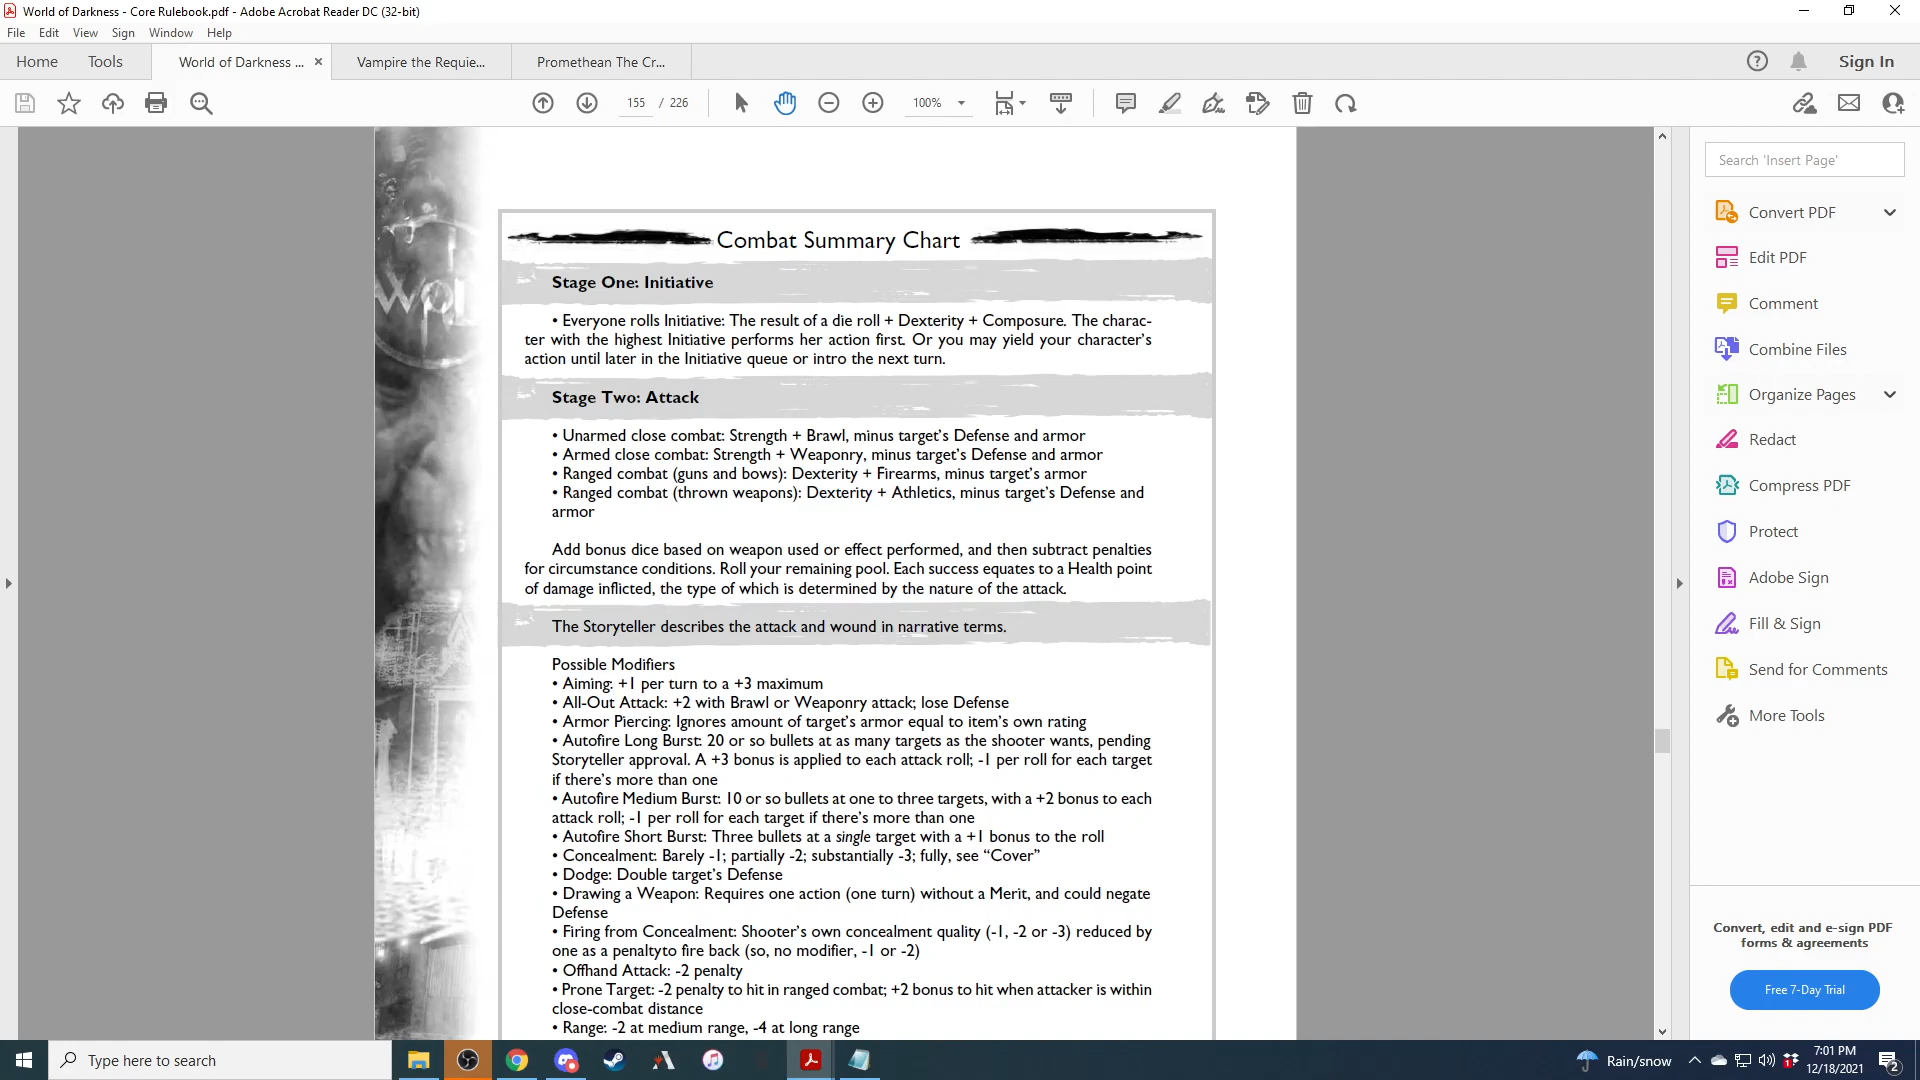 World of Darkness - Core Rulebook.pdf - Adobe Acrobat Reader DC (32-bit)
File Edit View Sign Window Help
Home Tools World of Darkness ... × Vampire the Requie... Promethean The Cr... Sign In
155 / 226 100%
Search 'Insert Page'
Combat Summary Chart
Stage One: Initiative
• Everyone rolls Initiative: The result of a die roll + Dexterity + Composure. The charac-
ter with the highest Initiative performs her action first. Or you may yield your character's
action until later in the Initiative queue or intro the next turn.
Stage Two: Attack
• Unarmed close combat: Strength + Brawl, minus target's Defense and armor
• Armed close combat: Strength + Weaponry, minus target's Defense and armor
• Ranged combat (guns and bows): Dexterity + Firearms, minus target's armor
• Ranged combat (thrown weapons): Dexterity + Athletics, minus target's Defense and
armor
Add bonus dice based on weapon used or effect performed, and then subtract penalties
for circumstance conditions. Roll your remaining pool. Each success equates to a Health point
of damage inflicted, the type of which is determined by the nature of the attack.
The Storyteller describes the attack and wound in narrative terms.
Possible Modifiers
• Aiming: +1 per turn to a +3 maximum
• All-Out Attack: +2 with Brawl or Weaponry attack; lose Defense
• Armor Piercing: Ignores amount of target's armor equal to item's own rating
• Autofire Long Burst: 20 or so bullets at as many targets as the shooter wants, pending
Storyteller approval. A +3 bonus is applied to each attack roll; -1 per roll for each target
if there's more than one
• Autofire Medium Burst: 10 or so bullets at one to three targets, with a +2 bonus to each
attack roll; -1 per roll for each target if there's more than one
• Autofire Short Burst: Three bullets at a single target with a +1 bonus to the roll
• Concealment: Barely -1; partially -2; substantially -3; fully, see “Cover”
• Dodge: Double target's Defense
• Drawing a Weapon: Requires one action (one turn) without a Merit, and could negate
Defense
• Firing from Concealment: Shooter's own concealment quality (-1, -2 or -3) reduced by
one as a penaltyto fire back (so, no modifier, -1 or -2)
• Offhand Attack: -2 penalty
• Prone Target: -2 penalty to hit in ranged combat; +2 bonus to hit when attacker is within
close-combat distance
• Range: -2 at medium range, -4 at long range
Convert PDF
Edit PDF
Comment
Combine Files
Organize Pages
Redact
Compress PDF
Protect
Adobe Sign
Fill & Sign
Send for Comments
More Tools
Convert, edit and e-sign PDF
forms & agreements
Free 7-Day Trial
Type here to search
Rain/snow
7:01 PM
12/18/2021
2